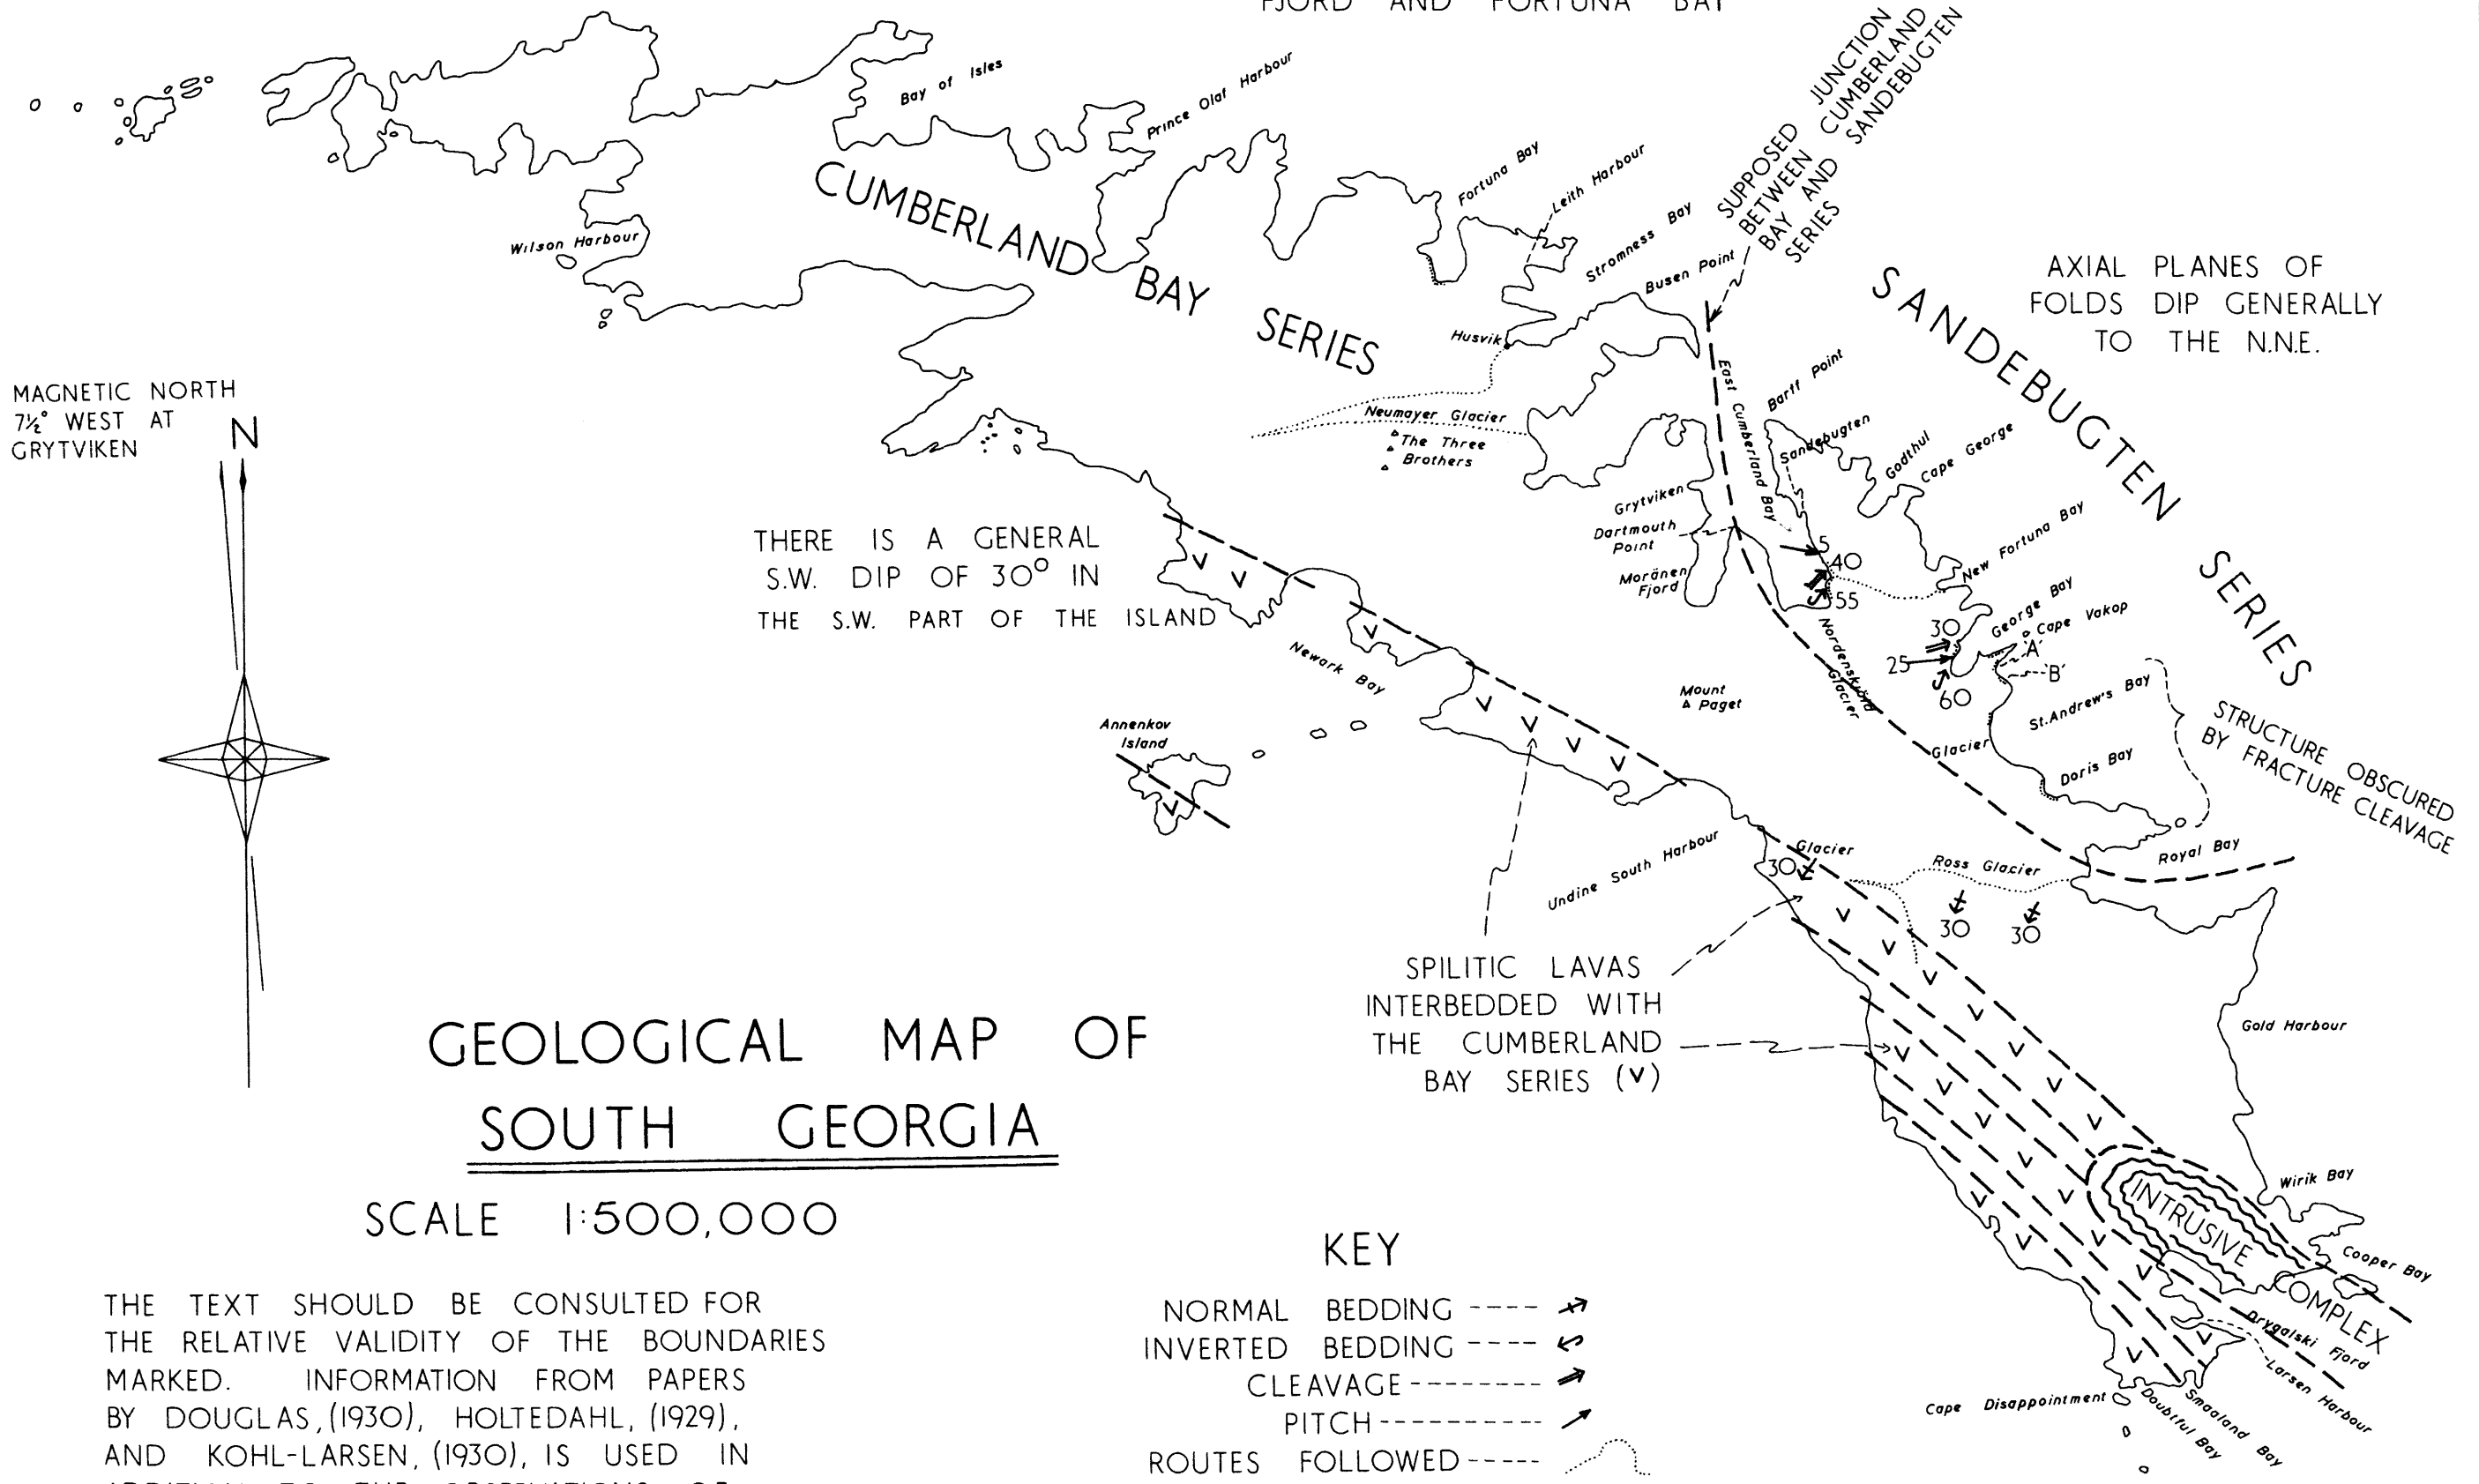 FJORD AND FORTUNA BAY
Bay of Isles
Prince Olaf Harbour
Fortuna Bay
Leith Harbour
Stromness Bay
Busen Point
SUPPOSED JUNCTION
BETWEEN CUMBERLAND
BAY AND SANDEBUGTEN
SERIES
CUMBERLAND BAY SERIES
Wilson Harbour
SANDEBUGTEN SERIES
AXIAL PLANES OF
FOLDS DIP GENERALLY
TO THE N.N.E.
Husvik
Neumayer Glacier
The Three
Brothers
East Cumberland Bay
Barff Point
Sandebugten
Godthul
Cape George
MAGNETIC NORTH
7½° WEST AT
GRYTVIKEN
N
Grytviken
Dartmouth
Point
Moränen
Fjord
New Fortuna Bay
5
40
55
THERE IS A GENERAL
S.W. DIP OF 30° IN
THE S.W. PART OF THE ISLAND
George Bay
Cape Vakop
'A'
'B'
30
25
60
Nordenskjöld
Glacier
Newark Bay
Mount
Paget
St. Andrew's Bay
Glacier
Doris Bay
STRUCTURE OBSCURED
BY FRACTURE CLEAVAGE
Annenkov
Island
Royal Bay
Undine South Harbour
Glacier
30
Ross Glacier
30
30
SPILITIC LAVAS
INTERBEDDED WITH
THE CUMBERLAND
BAY SERIES (V)
Gold Harbour
GEOLOGICAL MAP OF
SOUTH GEORGIA
SCALE 1:500,000
Wirik Bay
INTRUSIVE
COMPLEX
Cooper Bay
Drygalski Fjord
Larsen Harbour
Smaaland Bay
Doubtful Bay
Cape Disappointment
THE TEXT SHOULD BE CONSULTED FOR
THE RELATIVE VALIDITY OF THE BOUNDARIES
MARKED. INFORMATION FROM PAPERS
BY DOUGLAS, (1930), HOLTEDAHL, (1929),
AND KOHL-LARSEN, (1930), IS USED IN
KEY
NORMAL BEDDING
INVERTED BEDDING
CLEAVAGE
PITCH
ROUTES FOLLOWED